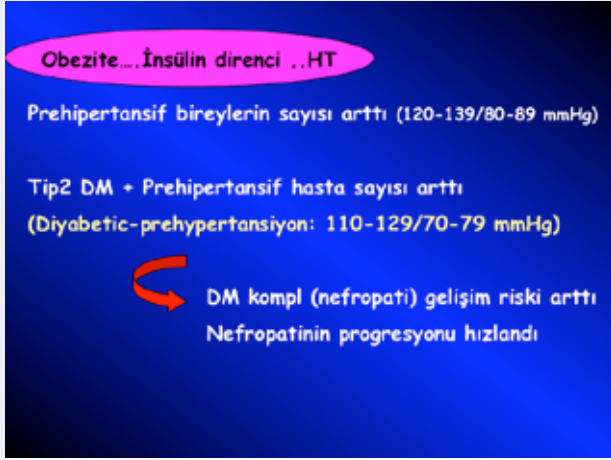 Obezite....İnsülin direnci ..HT
Prehipertansif bireylerin sayısı arttı (120-139/80-89 mmHg)
Tip2 DM + Prehipertansif hasta sayısı arttı
(Diyabetic-prehypertansiyon: 110-129/70-79 mmHg)
DM kompl (nefropati) gelişim riski arttı
Nefropatinin progresyonu hızlandı